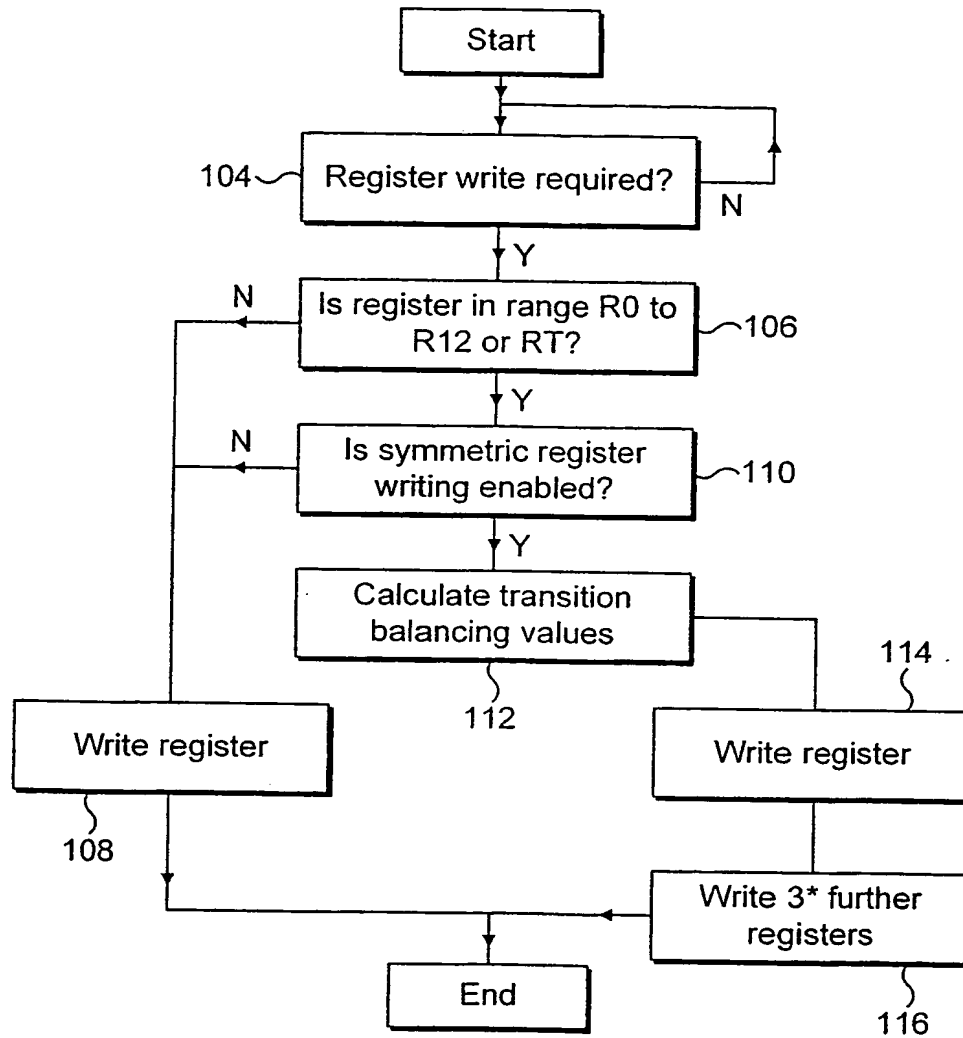 Start
104
Register write required?
N
Y
N
Is register in range R0 to
R12 or RT?
106
Y
N
Is symmetric register
writing enabled?
110
Y
Calculate transition
balancing values
112
114
Write register
108
Write register
Write 3* further
registers
116
End